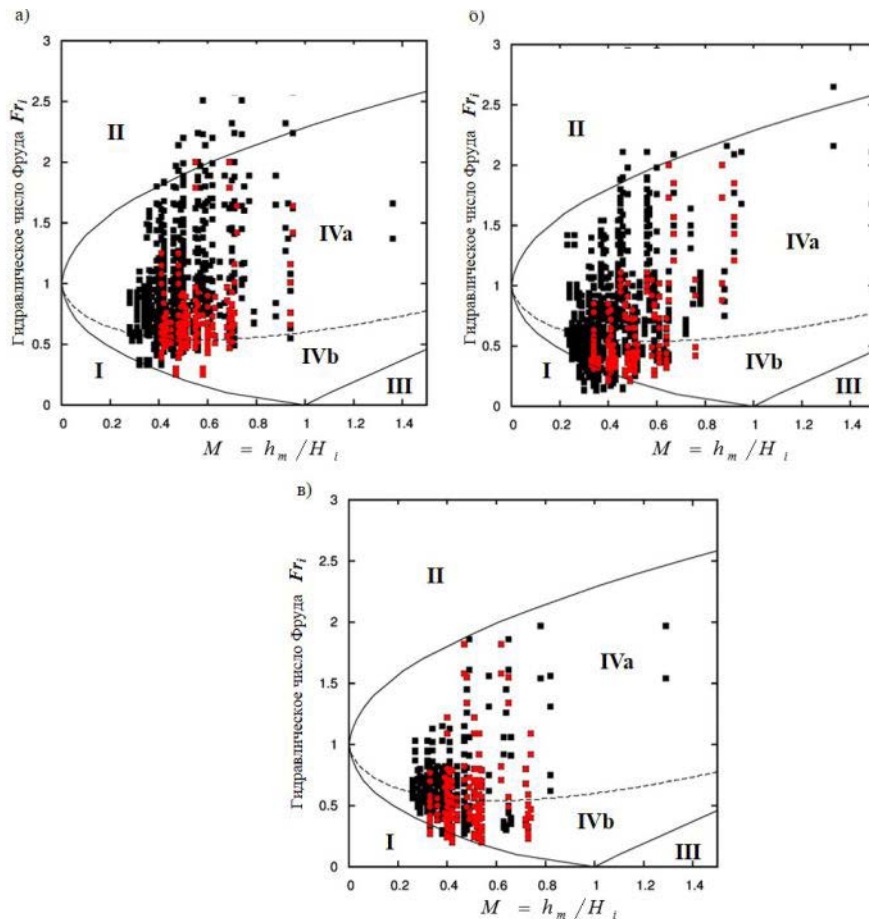 а)
3
2.5
2
1.5
1
0.5
0
Гидравлическое число Фруда Fr_i
II
IVa
I
IVb
III
0 0.2 0.4 0.6 0.8 1 1.2 1.4
M = h_m/H_i
б)
3
2.5
2
1.5
1
0.5
0
Гидравлическое число Фруда Fr_i
II
IVa
I
IVb
III
0 0.2 0.4 0.6 0.8 1 1.2 1.4
M = h_m/H_i
в)
3
2.5
2
1.5
1
0.5
0
Гидравлическое число Фруда Fr_i
II
IVa
I
IVb
III
0 0.2 0.4 0.6 0.8 1 1.2 1.4
M = h_m/H_i